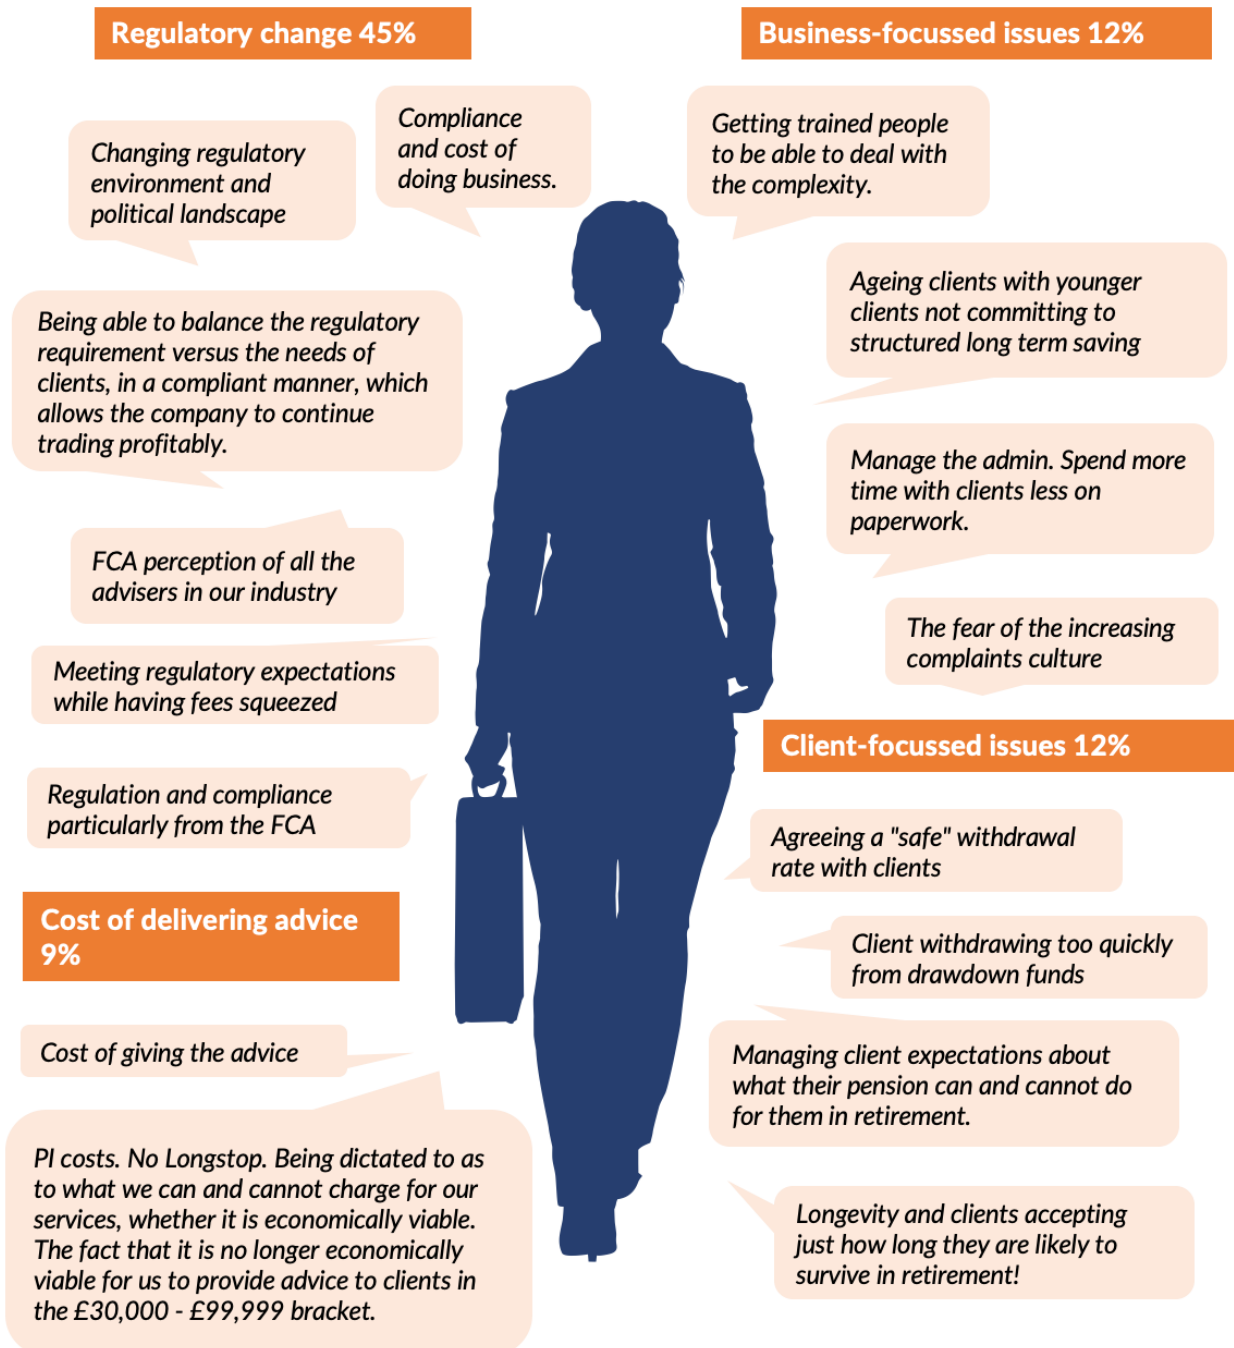 Regulatory change 45%
Changing regulatory
environment and
political landscape
Compliance
and cost of
doing business.
Being able to balance the regulatory
requirement versus the needs of
clients, in a compliant manner, which
allows the company to continue
trading profitably.
FCA perception of all the
advisers in our industry
Meeting regulatory expectations
while having fees squeezed
Regulation and compliance
particularly from the FCA
Cost of delivering advice
9%
Cost of giving the advice
PI costs. No Longstop. Being dictated to as
to what we can and cannot charge for our
services, whether it is economically viable.
The fact that it is no longer economically
viable for us to provide advice to clients in
the £30,000 - £99,999 bracket.
Business-focussed issues 12%
Getting trained people
to be able to deal with
the complexity.
Ageing clients with younger
clients not committing to
structured long term saving
Manage the admin. Spend more
time with clients less on
paperwork.
The fear of the increasing
complaints culture
Client-focussed issues 12%
Agreeing a "safe" withdrawal
rate with clients
Client withdrawing too quickly
from drawdown funds
Managing client expectations about
what their pension can and cannot do
for them in retirement.
Longevity and clients accepting
just how long they are likely to
survive in retirement!